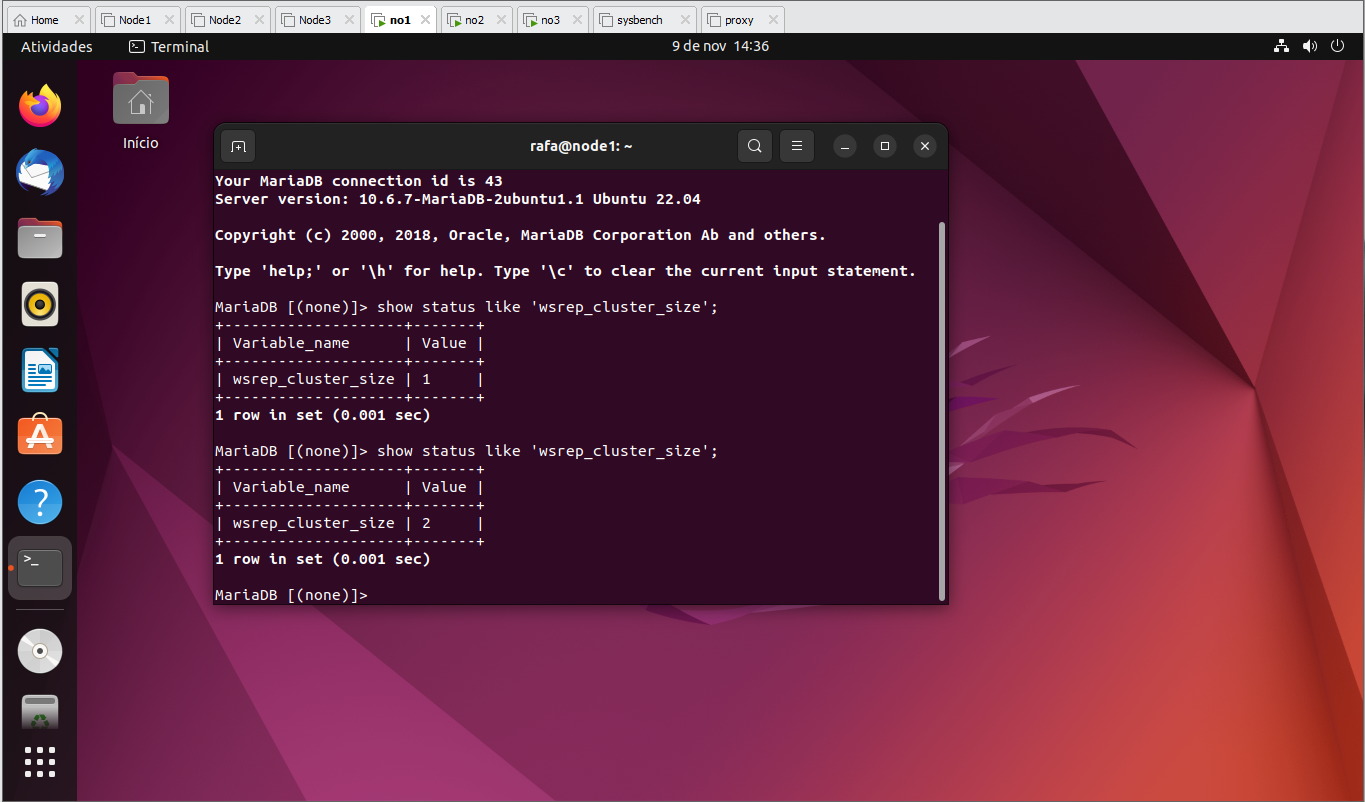 Home Node1 Node2 Node3 no1 no2 no3 sysbench proxy
Atividades Terminal 9 de nov 14:36
Início
rafa@node1: ~
Your MariaDB connection id is 43
Server version: 10.6.7-MariaDB-2ubuntu1.1 Ubuntu 22.04
Copyright (c) 2000, 2018, Oracle, MariaDB Corporation Ab and others.
Type 'help;' or '\h' for help. Type '\c' to clear the current input statement.
MariaDB [(none)]> show status like 'wsrep_cluster_size';
+--------------------+-------+
| Variable_name      | Value |
+--------------------+-------+
| wsrep_cluster_size | 1     |
+--------------------+-------+
1 row in set (0.001 sec)
MariaDB [(none)]> show status like 'wsrep_cluster_size';
+--------------------+-------+
| Variable_name      | Value |
+--------------------+-------+
| wsrep_cluster_size | 2     |
+--------------------+-------+
1 row in set (0.001 sec)
MariaDB [(none)]>